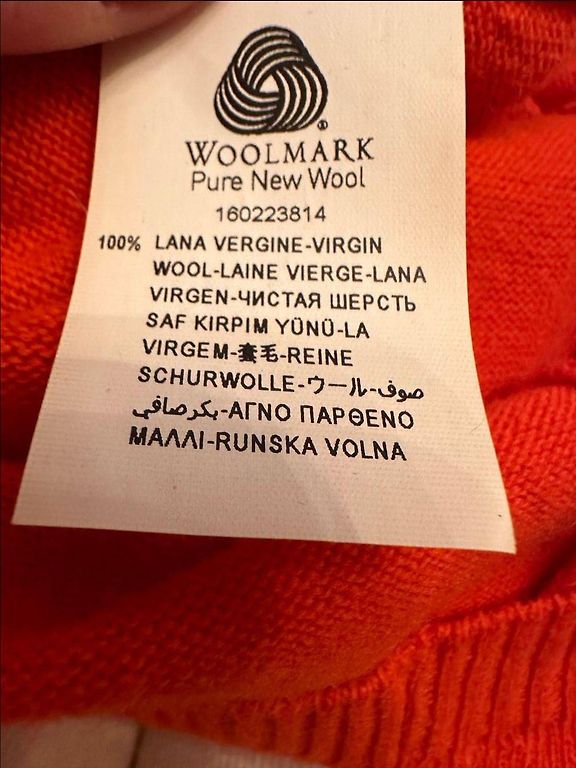 WOOLMARK
Pure New Wool
160223814
100% LANA VERGINE-VIRGIN
WOOL-LAINE VIERGE-LANA
VIRGEN-ЧИСТАЯ ШЕРСТЬ
SAF KIRPIM YÜNÜ-LA
VIRGEM-套毛-REINE
SCHURWOLLE-ウール-صوف
بكر صافي-ΑΓΝΟ ΠΑΡΘΕΝΟ
ΜΑΛΛΙ-RUNSKA VOLNA